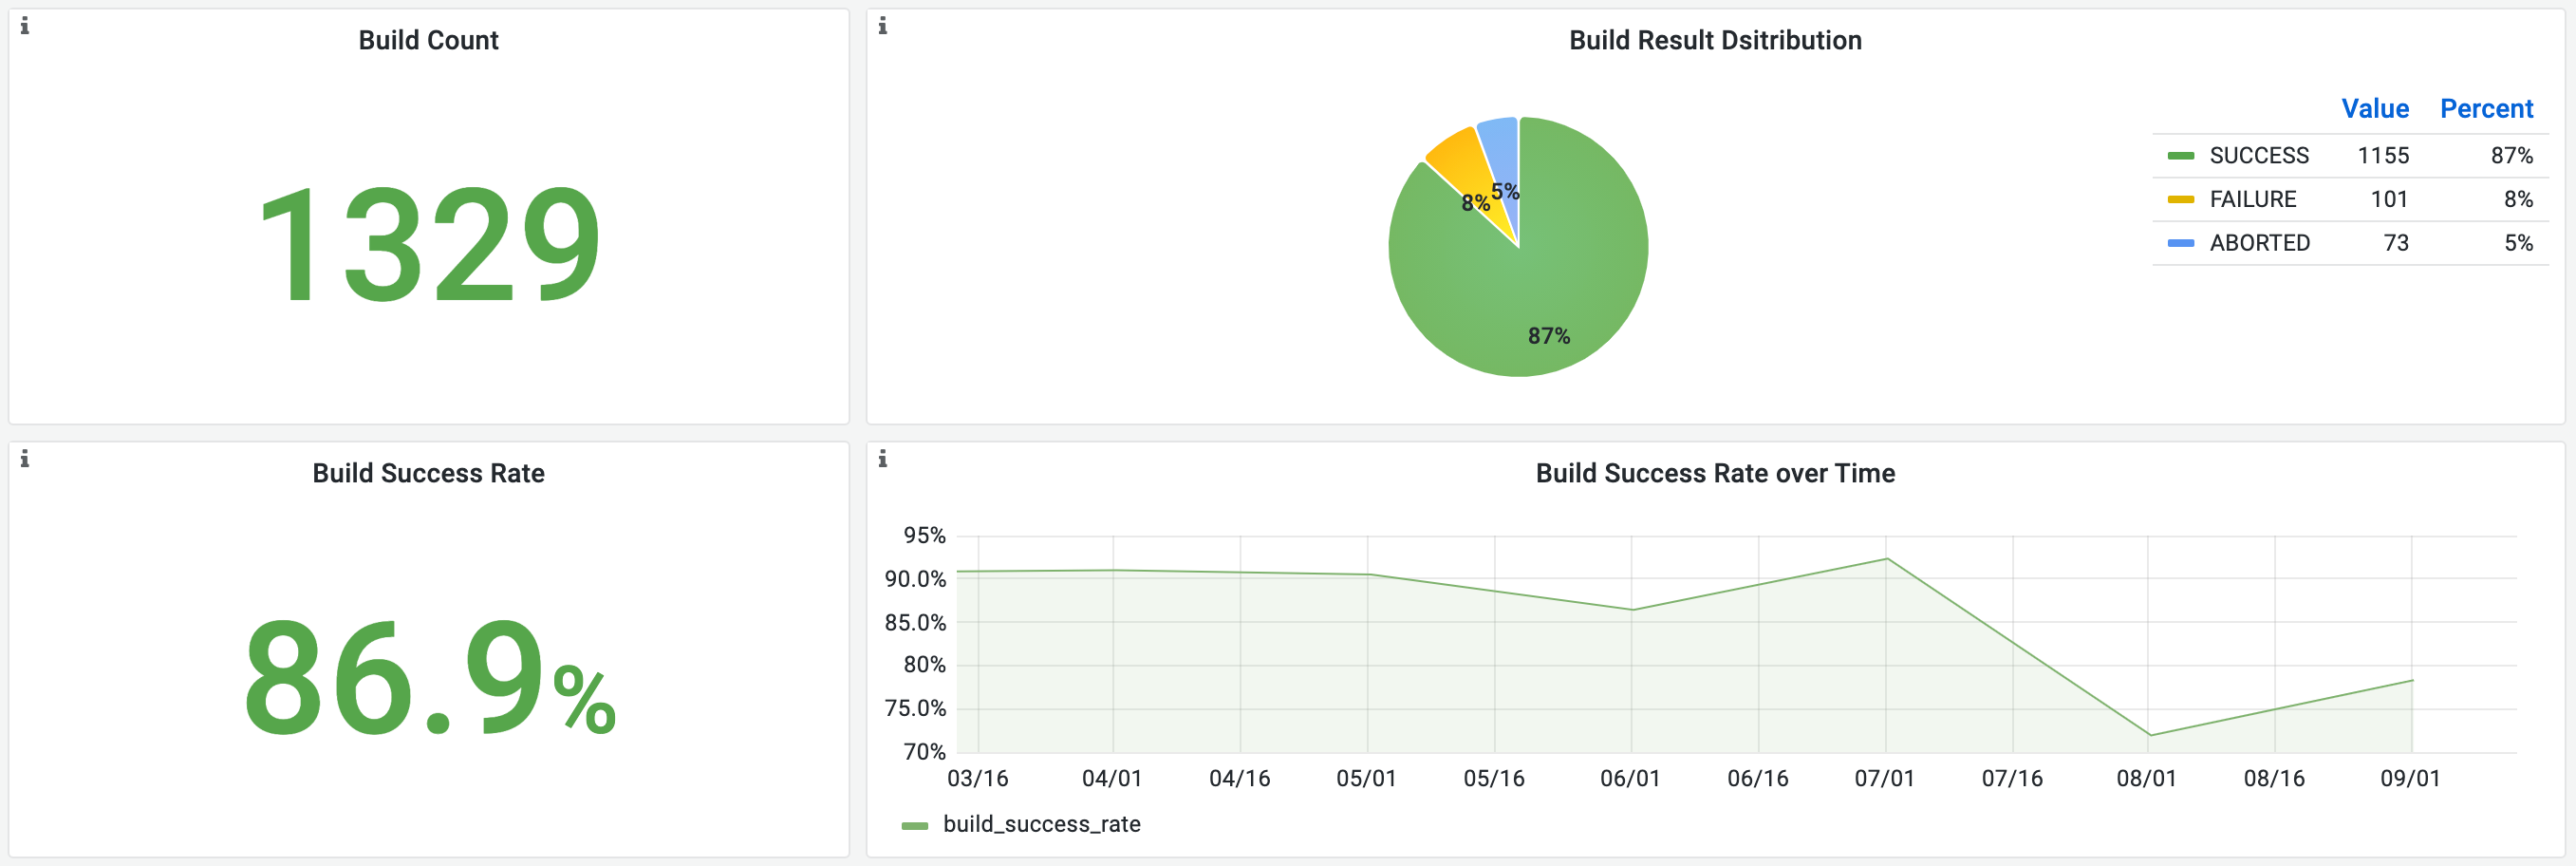 Build Count
1329
Build Result Dsitribution
8%
5%
87%
Value Percent
SUCCESS 1155 87%
FAILURE 101 8%
ABORTED 73 5%
Build Success Rate
86.9%
Build Success Rate over Time
95%
90.0%
85.0%
80%
75.0%
70%
03/16 04/01 04/16 05/01 05/16 06/01 06/16 07/01 07/16 08/01 08/16 09/01
build_success_rate